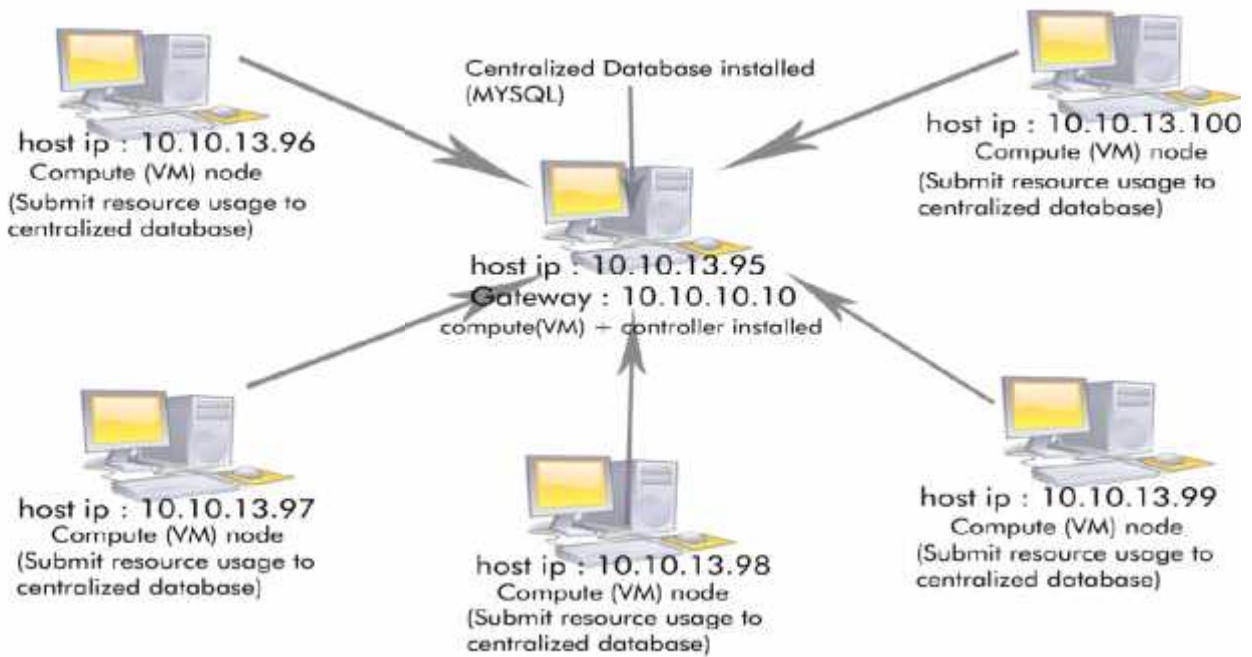 Centralized Database installed
(MYSQL)
host ip : 10.10.13.96
Compute (VM) node
(Submit resource usage to
centralized database)
host ip : 10.10.13.100
Compute (VM) node
(Submit resource usage to
centralized database)
host ip : 10.10.13.95
Gateway : 10.10.10.10
compute(VM) + controller installed
host ip : 10.10.13.97
Compute (VM) node
(Submit resource usage to
centralized database)
host ip : 10.10.13.98
Compute (VM) node
(Submit resource usage to
centralized database)
host ip : 10.10.13.99
Compute (VM) node
(Submit resource usage to
centralized database)